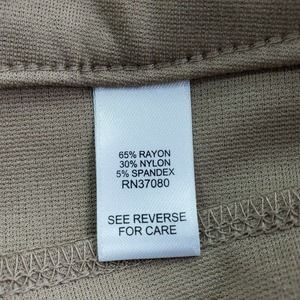 65% RAYON
30% NYLON
5% SPANDEX
RN37080
SEE REVERSE
FOR CARE